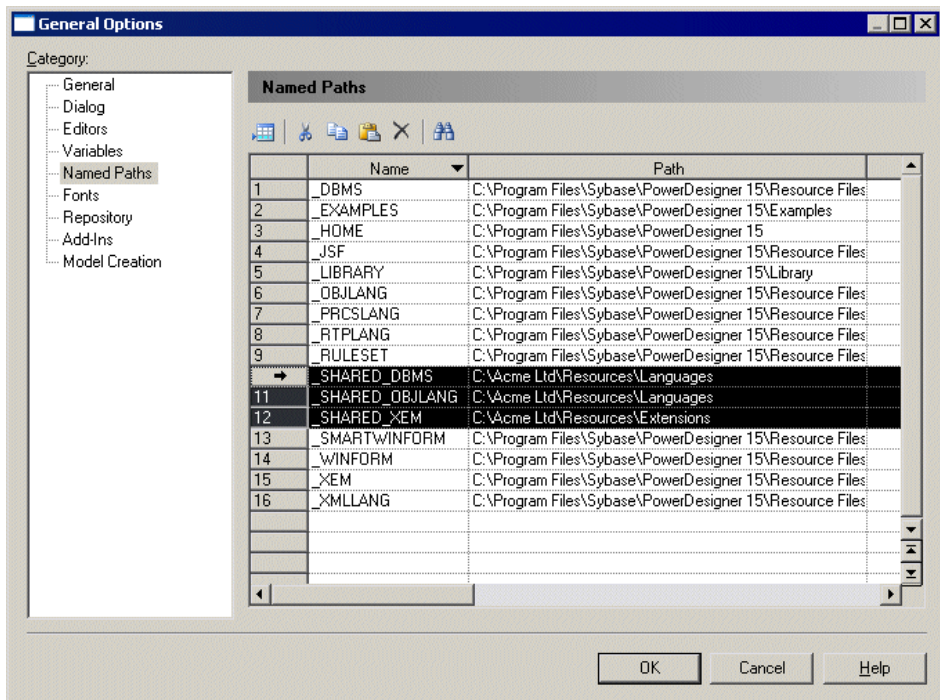 General Options
Category:
General
Dialog
Editors
Variables
Named Paths
Fonts
Repository
Add-Ins
Model Creation
Named Paths
Name Path
1 _DBMS C:\Program Files\Sybase\PowerDesigner 15\Resource Files
2 _EXAMPLES C:\Program Files\Sybase\PowerDesigner 15\Examples
3 _HOME C:\Program Files\Sybase\PowerDesigner 15
4 _JSF C:\Program Files\Sybase\PowerDesigner 15\Resource Files
5 _LIBRARY C:\Program Files\Sybase\PowerDesigner 15\Library
6 _OBJLANG C:\Program Files\Sybase\PowerDesigner 15\Resource Files
7 _PRCSLANG C:\Program Files\Sybase\PowerDesigner 15\Resource Files
8 _RTPLANG C:\Program Files\Sybase\PowerDesigner 15\Resource Files
9 _RULESET C:\Program Files\Sybase\PowerDesigner 15\Resource Files
_SHARED_DBMS C:\Acme Ltd\Resources\Languages
11 _SHARED_OBJLANG C:\Acme Ltd\Resources\Languages
12 _SHARED_XEM C:\Acme Ltd\Resources\Extensions
13 _SMARTWINFORM C:\Program Files\Sybase\PowerDesigner 15\Resource Files
14 _WINFORM C:\Program Files\Sybase\PowerDesigner 15\Resource Files
15 _XEM C:\Program Files\Sybase\PowerDesigner 15\Resource Files
16 _XMLLANG C:\Program Files\Sybase\PowerDesigner 15\Resource Files
OK Cancel Help